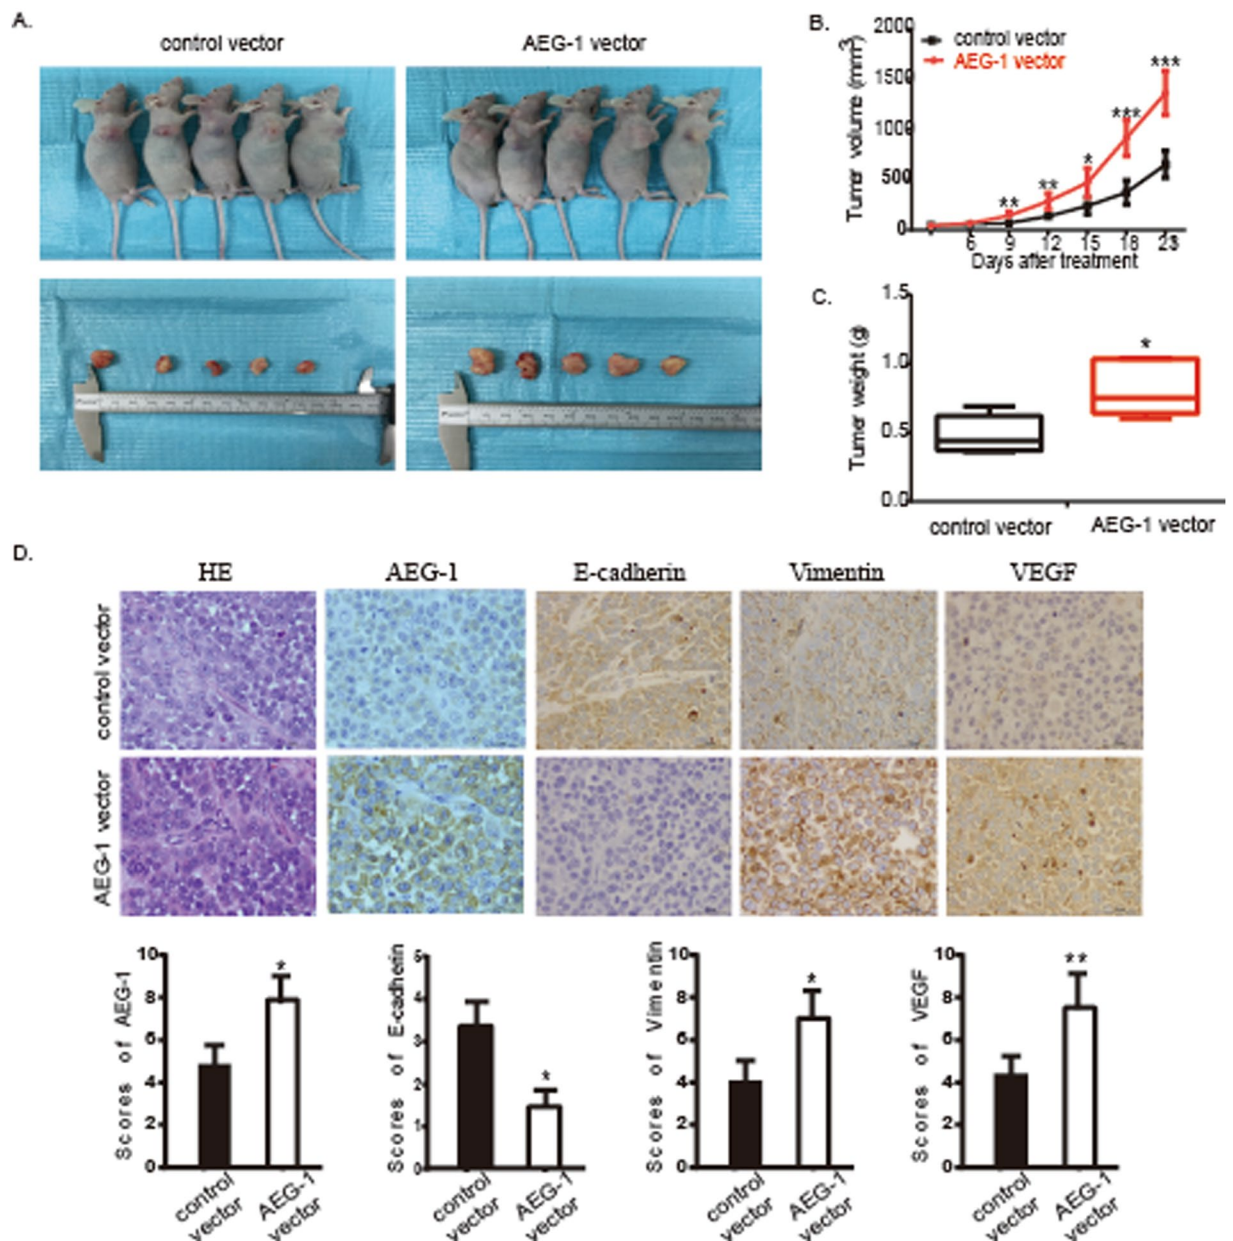 A.
control vector
AEG-1 vector
B.
2000
1500
1000
500
0
Tumer volume (mm3)
control vector
AEG-1 vector
**
**
*
***
***
6
9
12
15
18
23
Days after treatment
C.
1.5
1.0
0.5
0.0
Tumer weight (g)
*
control vector
AEG-1 vector
D.
HE
AEG-1
E-cadherin
Vimentin
VEGF
control vector
AEG-1 vector
Scores of AEG-1
10
8
6
4
2
0
*
control
vector
AEG-1
vector
Scores of E-cadherin
5
4
3
2
1
0
*
control
vector
AEG-1
vector
Scores of Vimentin
10
8
6
4
2
0
*
control
vector
AEG-1
vector
Scores of VEGF
10
8
6
4
2
0
**
control
vector
AEG-1
vector